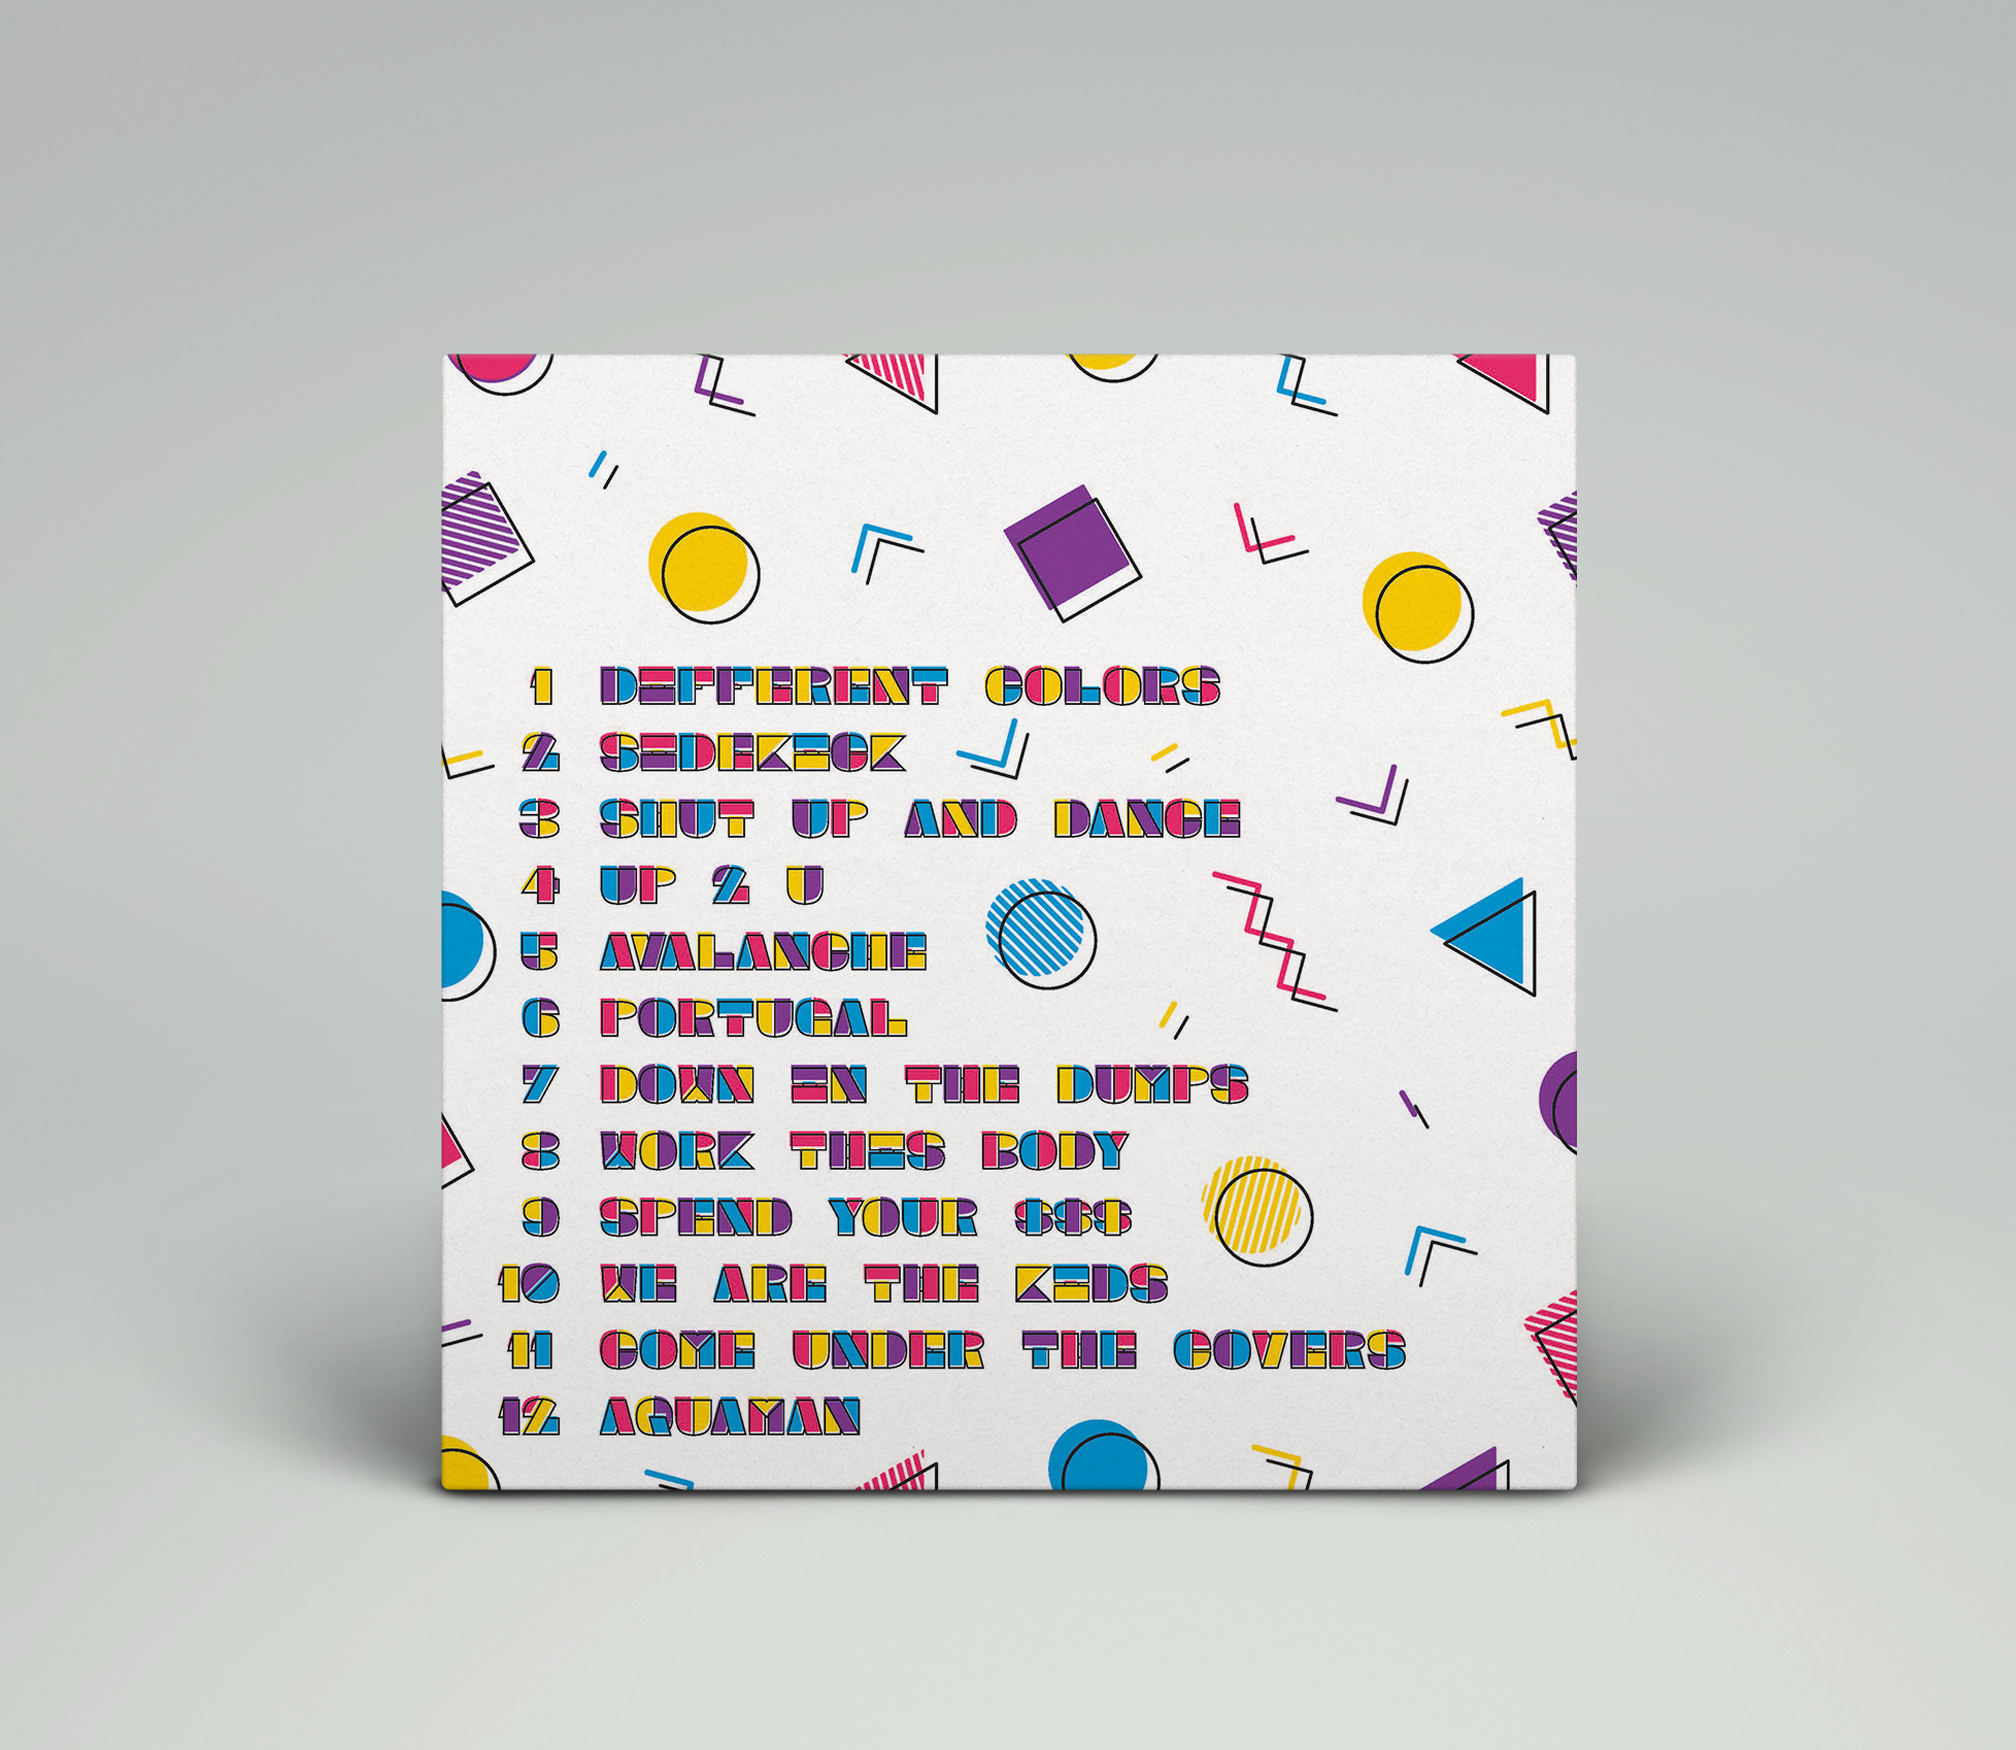 1 DIFFERENT COLORS
2 SIDEKICK
3 SHUT UP AND DANCE
4 UP 2 U
5 AVALANCHE
6 PORTUGAL
7 DOWN IN THE DUMPS
8 WORK THIS BODY
9 SPEND YOUR $$$
10 WE ARE THE KIDS
11 COME UNDER THE COVERS
12 AQUAMAN